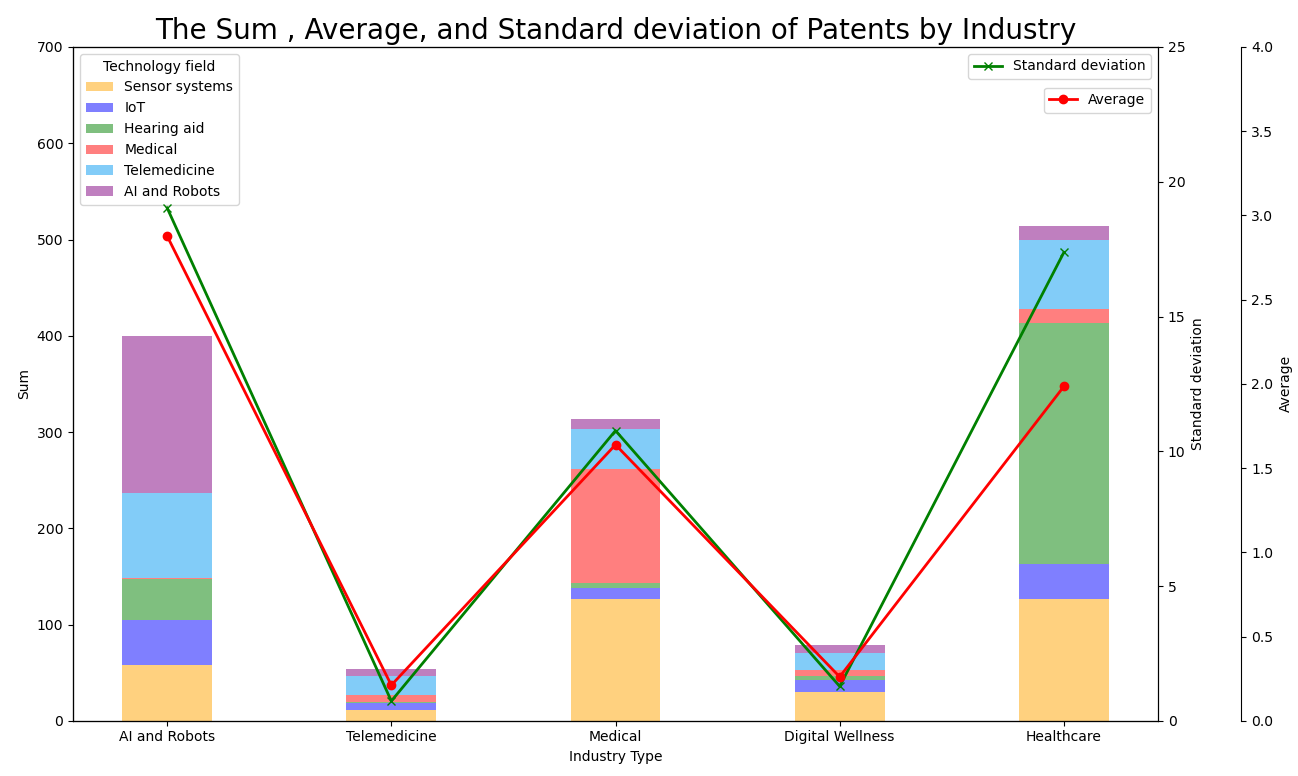 The Sum , Average, and Standard deviation of Patents by Industry
Technology field
Sensor systems
IoT
Hearing aid
Medical
Telemedicine
AI and Robots
Standard deviation
Average
700
600
500
400
300
200
100
0
Sum
25
20
15
10
5
0
Standard deviation
4.0
3.5
3.0
2.5
2.0
1.5
1.0
0.5
0.0
Average
AI and Robots
Telemedicine
Medical
Digital Wellness
Healthcare
Industry Type